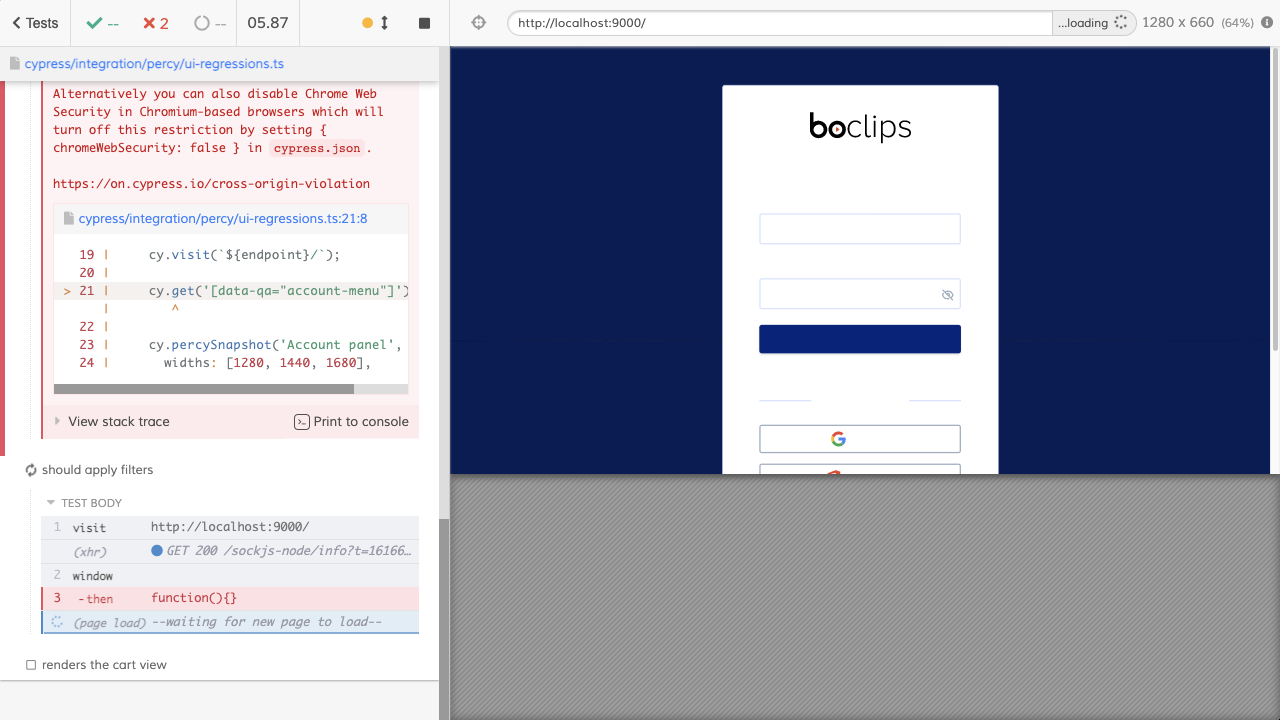 Tests
--
2
--
05.87
http://localhost:9000/
...loading
1280 x 660 (64%)
cypress/integration/percy/ui-regressions.ts
Alternatively you can also disable Chrome Web
Security in Chromium-based browsers which will
turn off this restriction by setting {
chromeWebSecurity: false } in cypress.json.
https://on.cypress.io/cross-origin-violation
cypress/integration/percy/ui-regressions.ts:21:8
19 | cy.visit(`${endpoint}/`);
20 |
> 21 | cy.get('[data-qa="account-menu"]')
| ^
22 |
23 | cy.percySnapshot('Account panel',
24 | widths: [1280, 1440, 1680],
View stack trace
Print to console
should apply filters
TEST BODY
1 visit http://localhost:9000/
(xhr) GET 200 /sockjs-node/info?t=16166…
2 window
3 -then function(){}
(page load) --waiting for new page to load--
renders the cart view
boclips